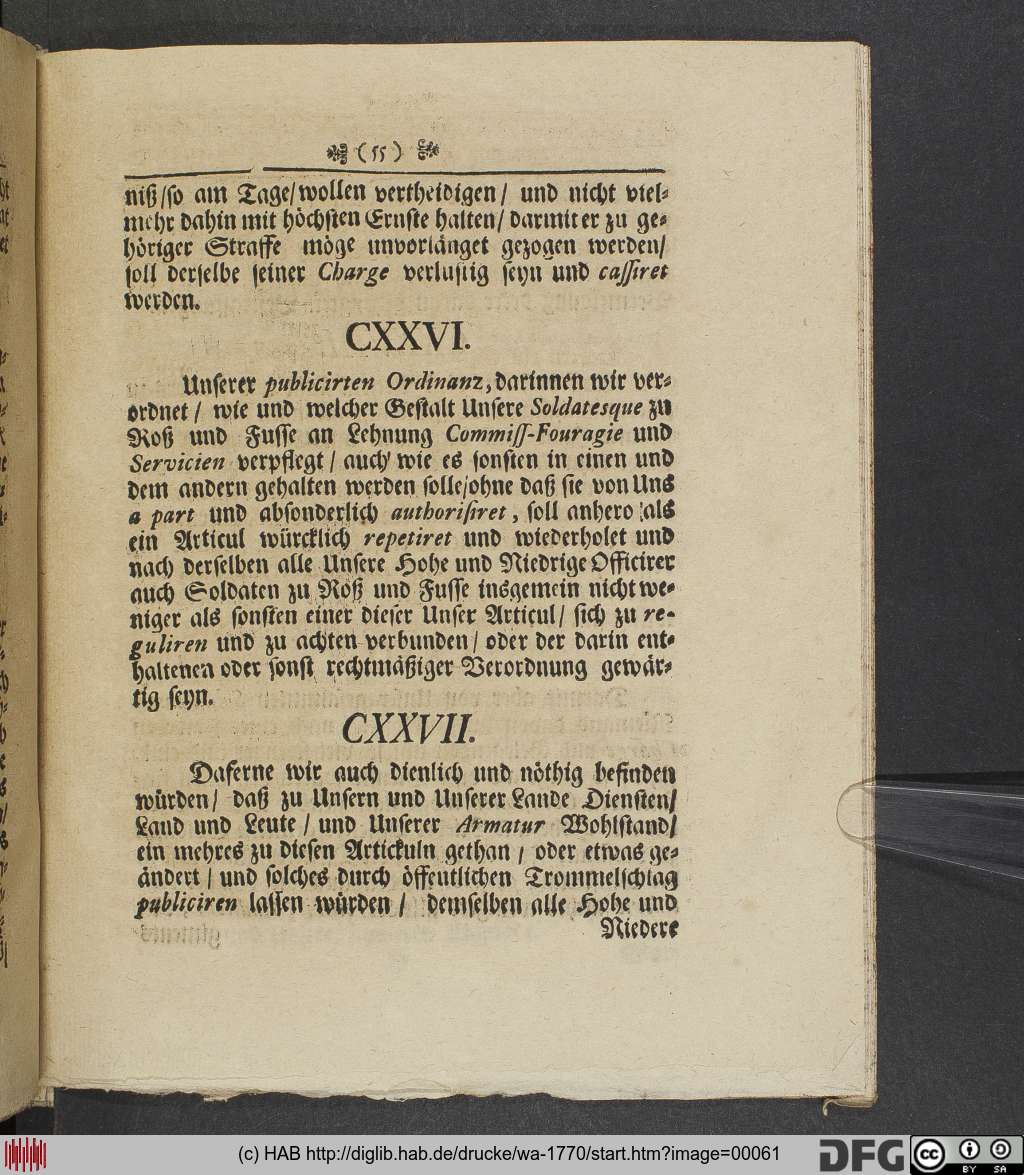 (55)
niß/so am Tage/wollen vertheidigen/ und nicht viel⸗
mehr dahin mit höchsten Ernste halten/ darmit er zu ge⸗
höriger Straffe möge unvorlänget gezogen werden/
soll derselbe seiner Charge verlustig seyn und cassiret
werden.
CXXVI.
Unserer publicirten Ordinanz, darinnen wir ver⸗
ordnet/ wie und welcher Gestalt Unsere Soldatesque zu
Roß und Fusse an Lehnung Commiss-Fouragie und
Servicien verpflegt/ auch wie es sonsten in einen und
dem andern gehalten werden solle/ohne daß sie von Uns
a part und absonderlich authorisiret, soll anhero als
ein Articul würcklich repetiret und wiederholet und
nach derselben alle Unsere Hohe und Niedrige Officirer
auch Soldaten zu Roß und Fusse insgemein nicht we⸗
niger als sonsten einer dieser Unser Articul/ sich zu re-
guliren und zu achten verbunden/ oder der darin ent⸗
haltenen oder sonst rechtmäßiger Verordnung gewär⸗
tig seyn.
CXXVII.
Daferne wir auch dienlich und nöthig befinden
würden/ daß zu Unsern und Unserer Lande Diensten/
Land und Leute/ und Unserer Armatur Wohlstand/
ein mehres zu diesen Artickuln gethan/ oder etwas ge⸗
ändert/ und solches durch öffentlichen Trommelschlag
publiciren lassen würden/ demselben alle Hohe und
Niedere
(c) HAB http://diglib.hab.de/drucke/wa-1770/start.htm?image=00061
DFG
cc BY SA